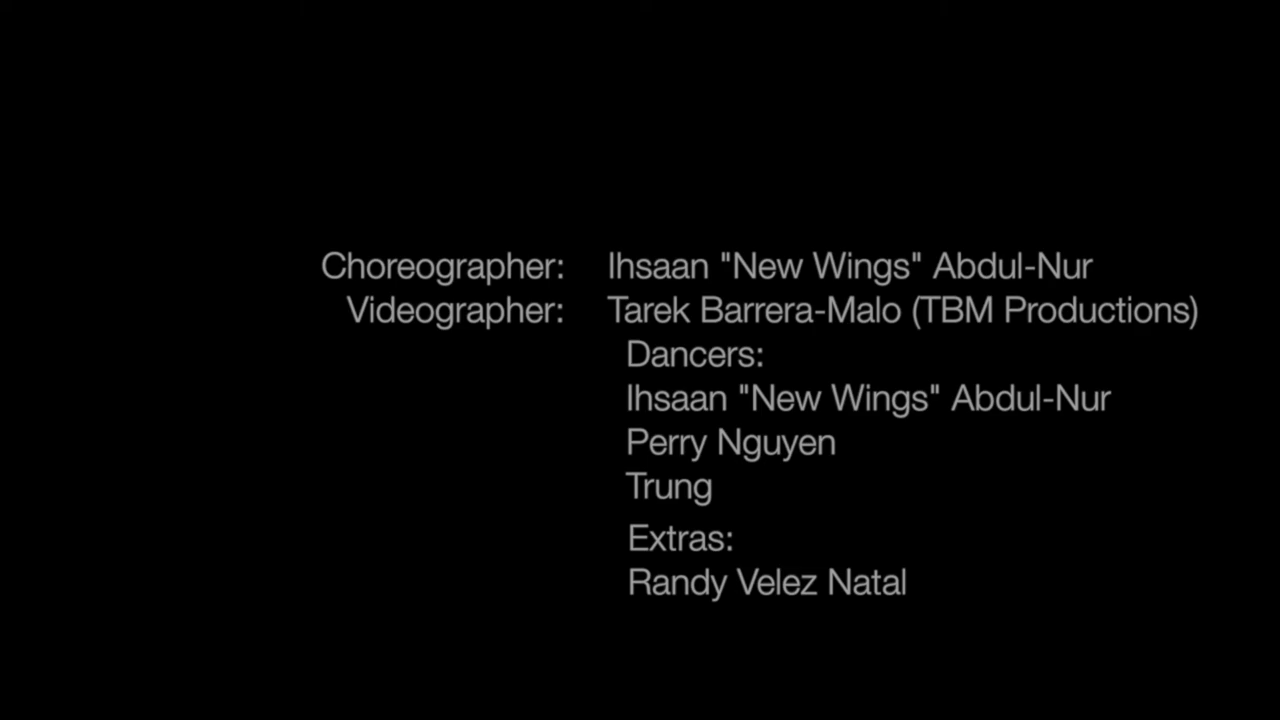 Choreographer: Ihsaan "New Wings" Abdul-Nur
Videographer: Tarek Barrera-Malo (TBM Productions)
Dancers:
Ihsaan "New Wings" Abdul-Nur
Perry Nguyen
Trung
Extras:
Randy Velez Natal